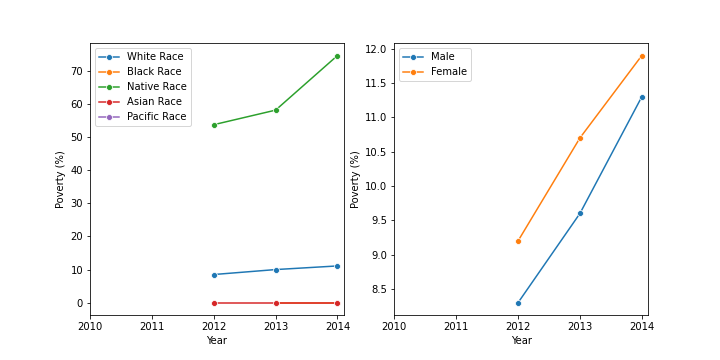 White Race
Black Race
Native Race
Asian Race
Pacific Race
Poverty (%)
70
60
50
40
30
20
10
0
2010 2011 2012 2013 2014
Year
Male
Female
Poverty (%)
12.0
11.5
11.0
10.5
10.0
9.5
9.0
8.5
2010 2011 2012 2013 2014
Year